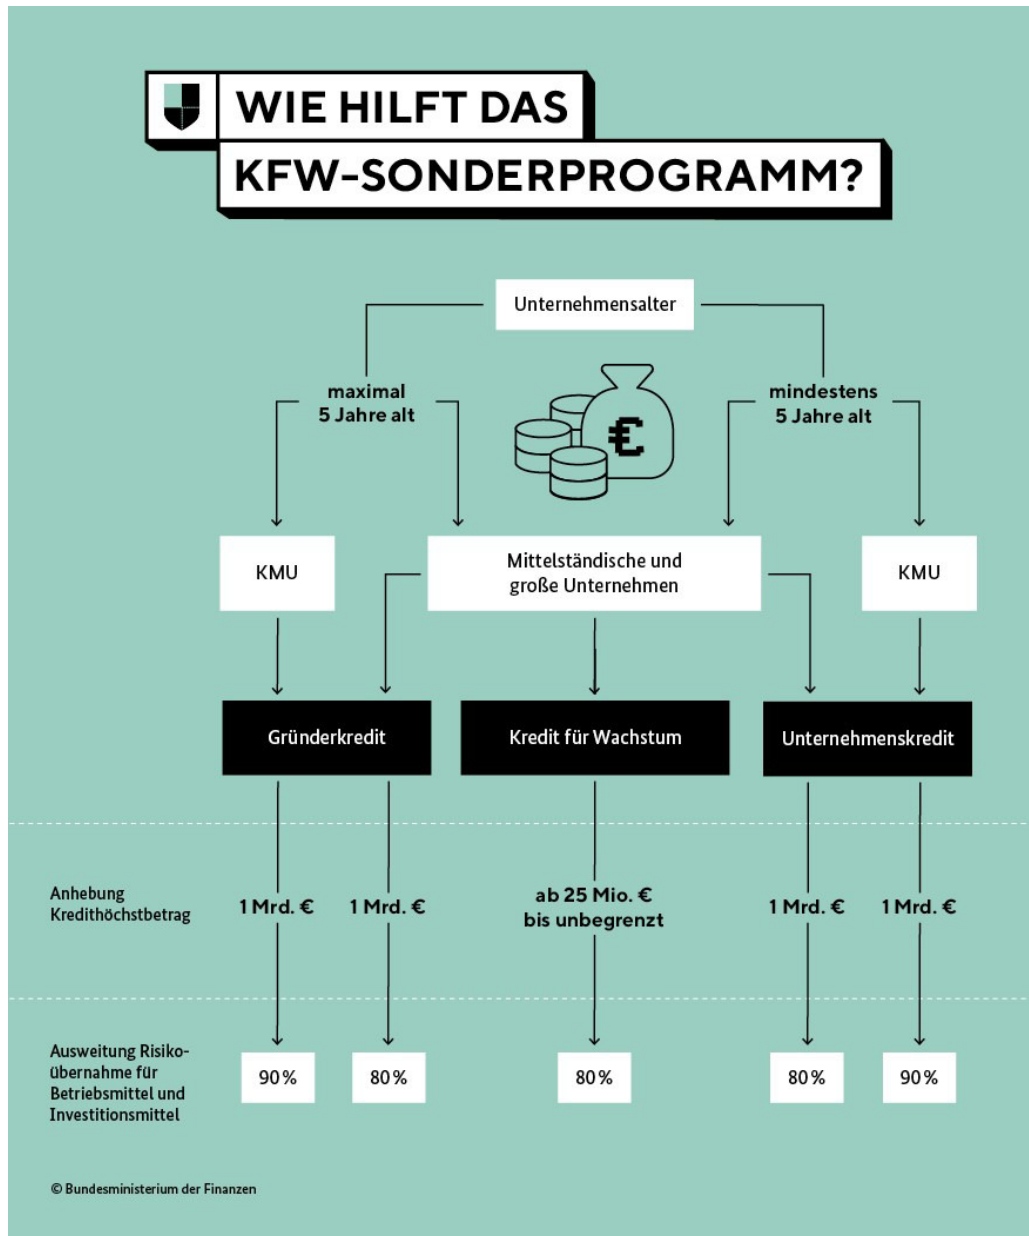 WIE HILFT DAS
KFW-SONDERPROGRAMM?
Unternehmensalter
maximal
5 Jahre alt
mindestens
5 Jahre alt
€
KMU
Mittelständische und
große Unternehmen
KMU
Gründerkredit
Kredit für Wachstum
Unternehmenskredit
Anhebung
Kredithöchstbetrag
1 Mrd. €
1 Mrd. €
ab 25 Mio. €
bis unbegrenzt
1 Mrd. €
1 Mrd. €
Ausweitung Risiko-
übernahme für
Betriebsmittel und
Investitionsmittel
90%
80%
80%
80%
90%
© Bundesministerium der Finanzen